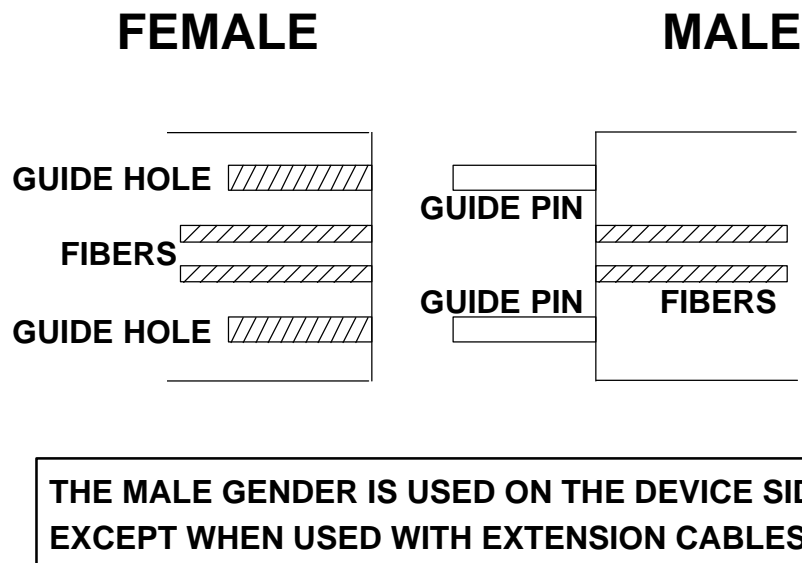 FEMALE
MALE
GUIDE HOLE
GUIDE PIN
FIBERS
GUIDE PIN
FIBERS
GUIDE HOLE
THE MALE GENDER IS USED ON THE DEVICE
EXCEPT WHEN USED WITH EXTENSION CABLES